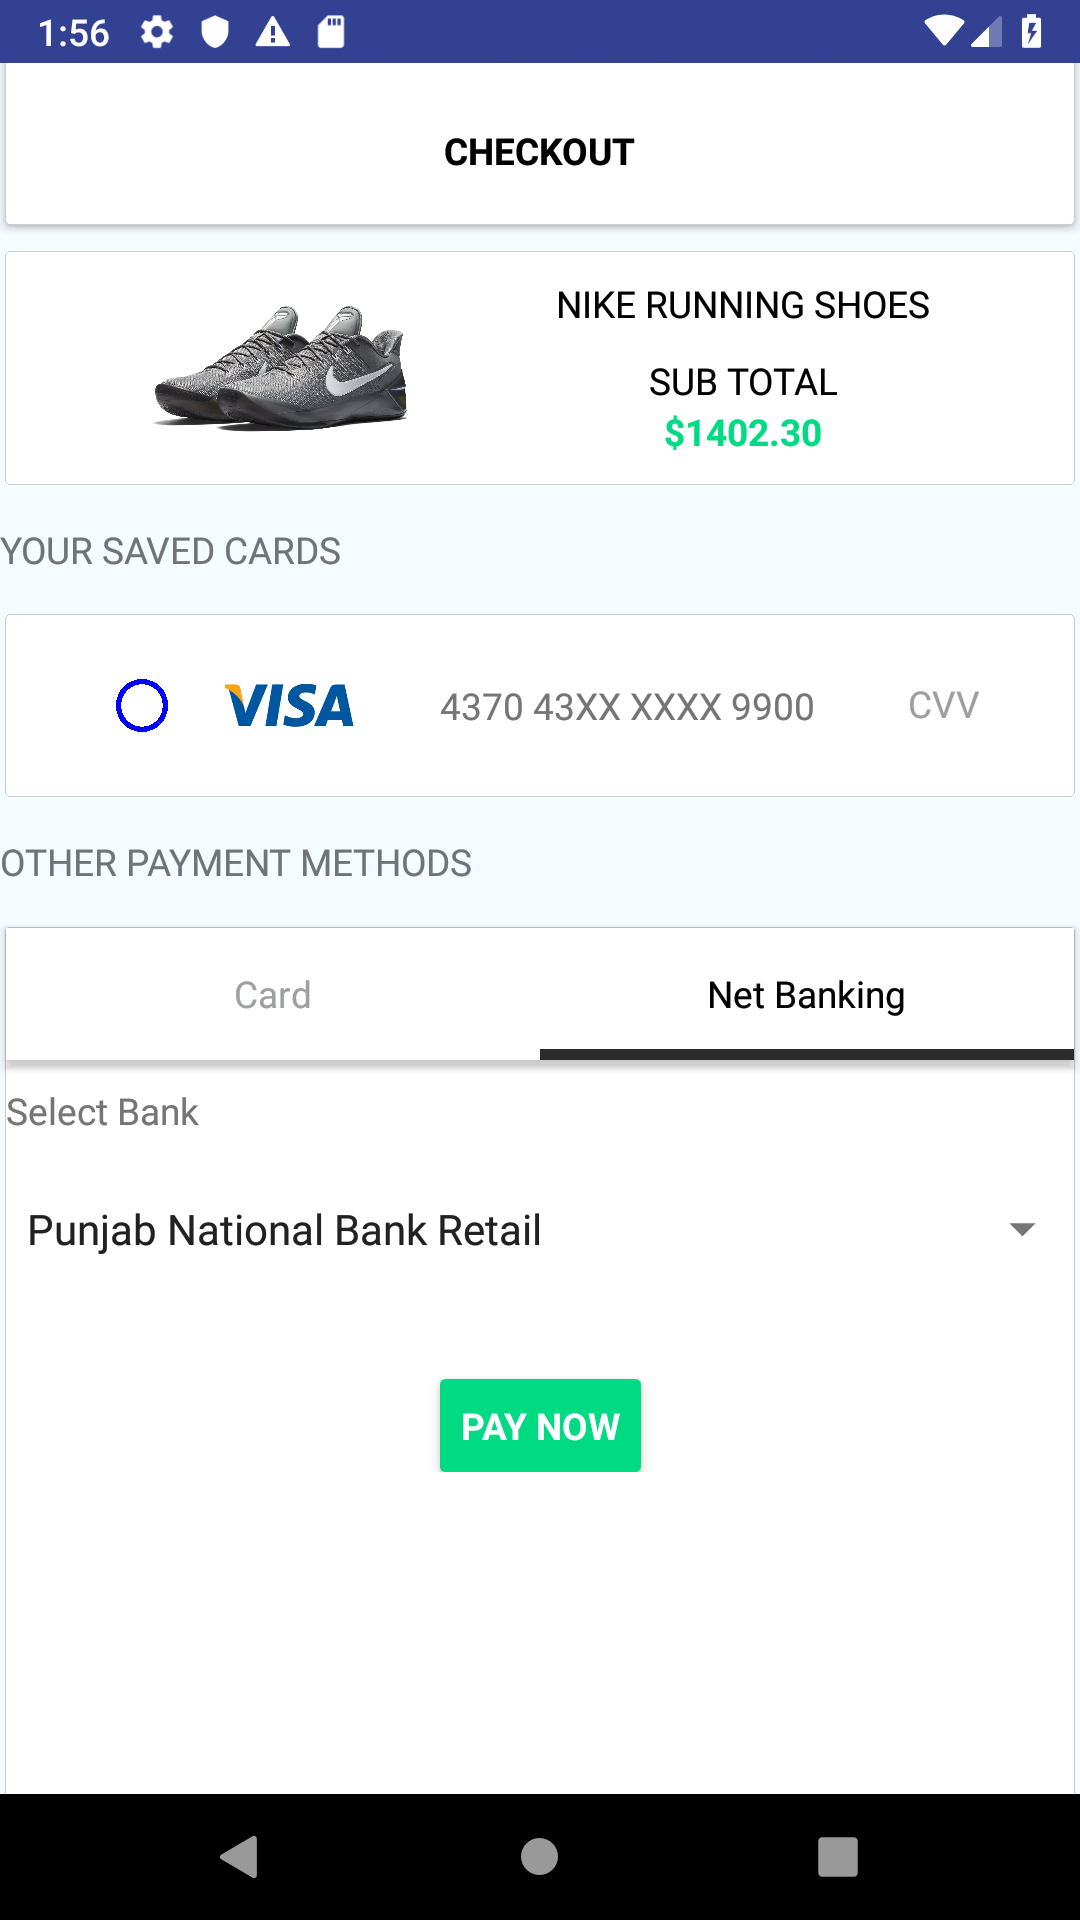 1:56
CHECKOUT
NIKE RUNNING SHOES
SUB TOTAL
$1402.30
YOUR SAVED CARDS
VISA 4370 43XX XXXX 9900 CVV
OTHER PAYMENT METHODS
Card Net Banking
Select Bank
Punjab National Bank Retail
PAY NOW